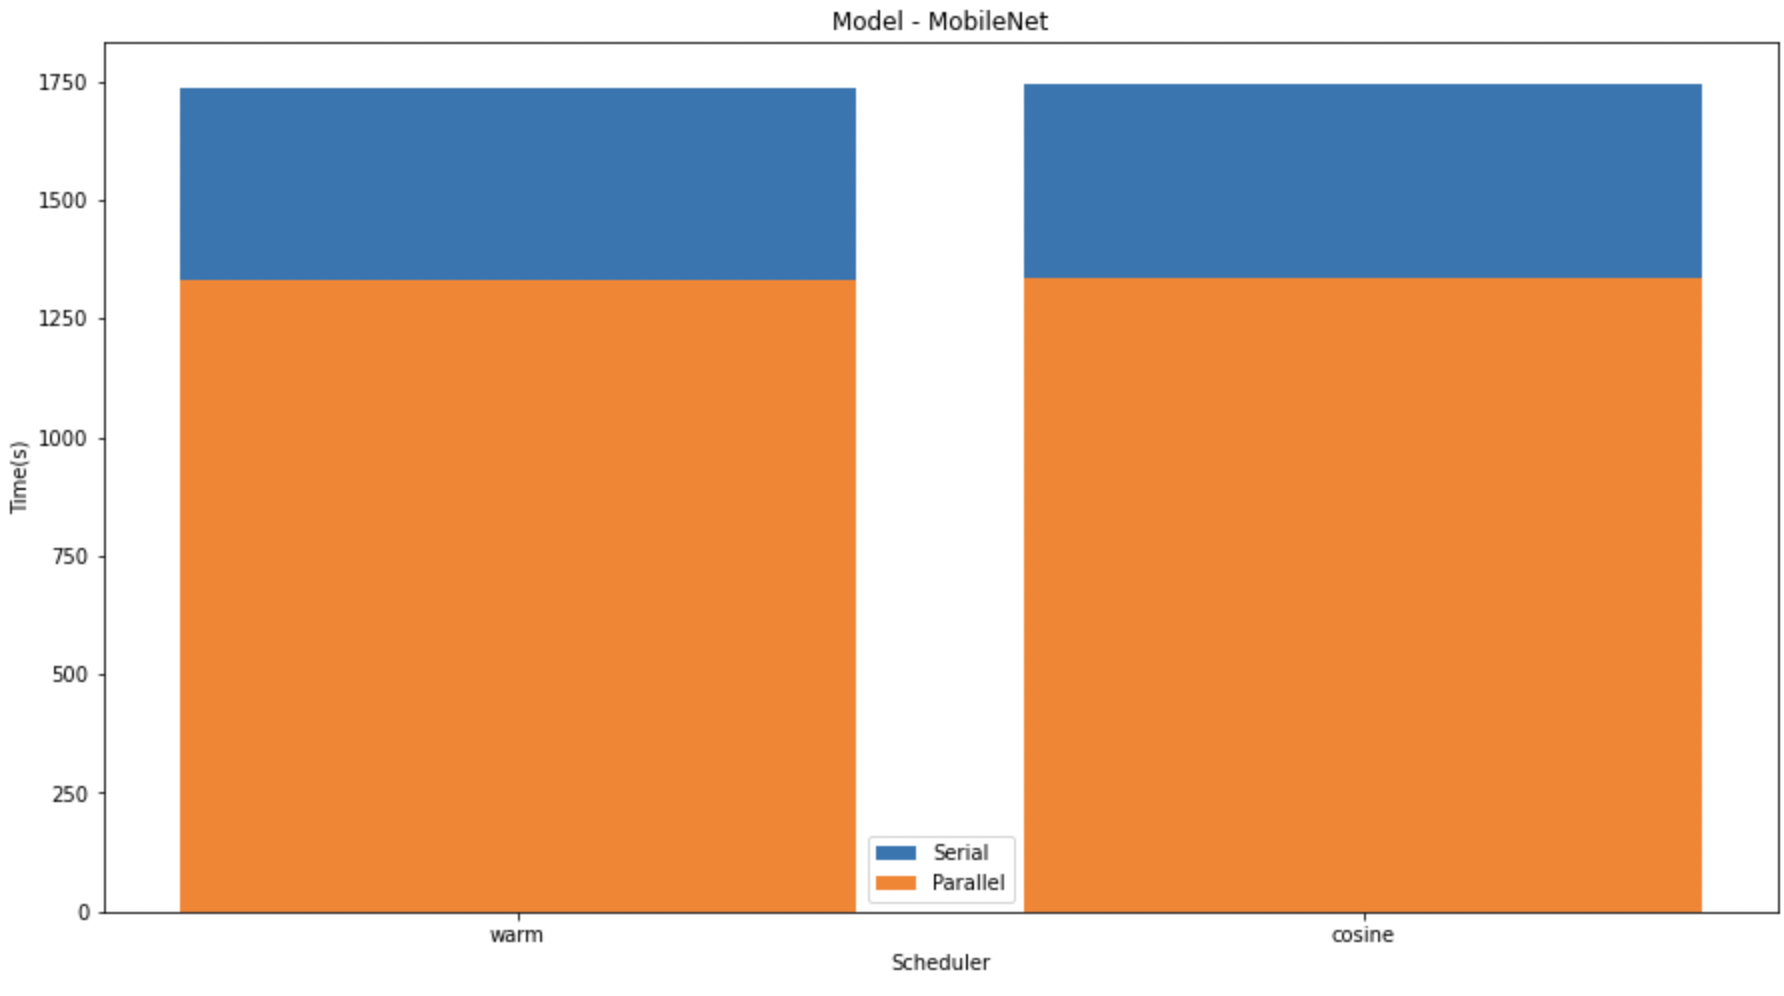 Model - MobileNet
1750
1500
1250
1000
750
500
250
0
Time(s)
Serial
Parallel
warm
cosine
Scheduler